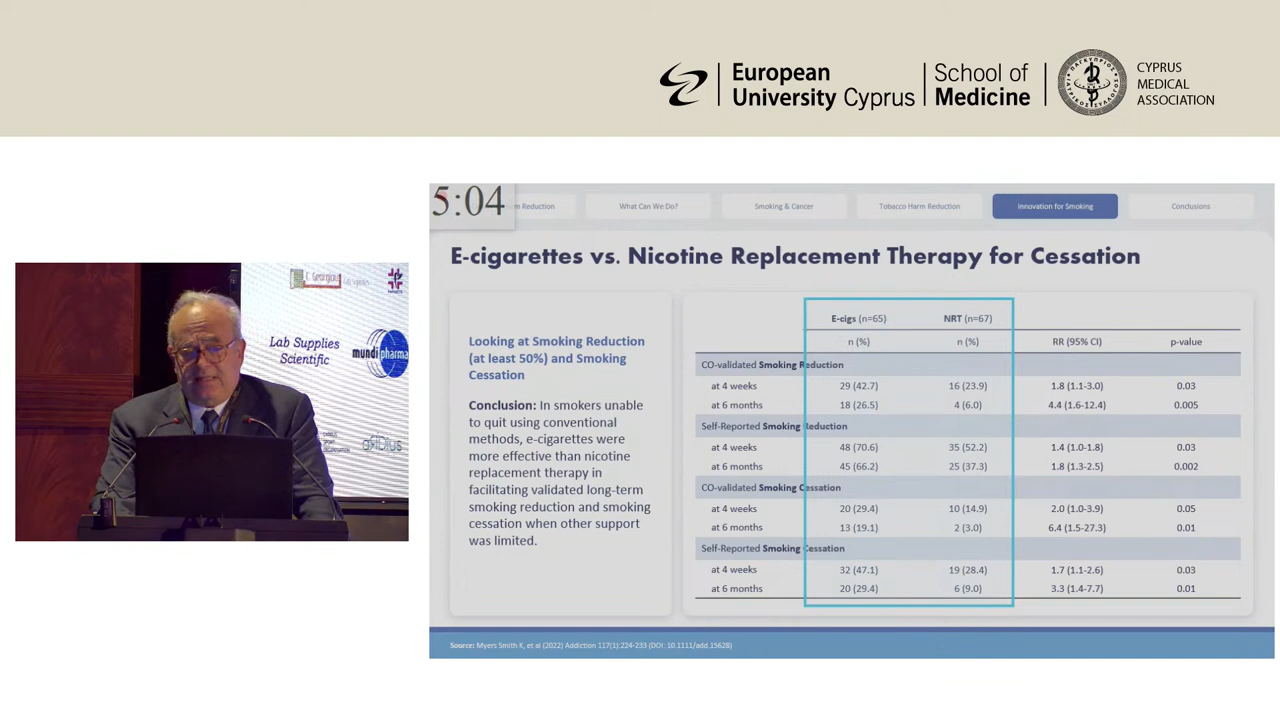 European
University Cyprus
School of
Medicine
ΠΑΓΚΥΠΡΙΟΣ
CYPRUS
MEDICAL
ASSOCIATION
Lab Supplies
Scientific
mundipharma
5:04
Reduction
What Can We Do?
Smoking & Cancer
Tobacco Harm Reduction
Innovation for Smoking
Conclusions
E-cigarettes vs. Nicotine Replacement Therapy for Cessation
Looking at Smoking Reduction
(at least 50%) and Smoking
Cessation
Conclusion: In smokers unable
to quit using conventional
methods, e-cigarettes were
more effective than nicotine
replacement therapy in
facilitating validated long-term
smoking reduction and smoking
cessation when other support
was limited.
E-cigs (n=65) NRT (n=67)
n (%) n (%) RR (95% CI) p-value
CO-validated Smoking Reduction
at 4 weeks 29 (42.7) 16 (23.9) 1.8 (1.1-3.0) 0.03
at 6 months 18 (26.5) 4 (6.0) 4.4 (1.6-12.4) 0.005
Self-Reported Smoking Reduction
at 4 weeks 48 (70.6) 35 (52.2) 1.4 (1.0-1.8) 0.03
at 6 months 45 (66.2) 25 (37.3) 1.8 (1.3-2.5) 0.002
CO-validated Smoking Cessation
at 4 weeks 20 (29.4) 10 (14.9) 2.0 (1.0-3.9) 0.05
at 6 months 13 (19.1) 2 (3.0) 6.4 (1.5-27.3) 0.01
Self-Reported Smoking Cessation
at 4 weeks 32 (47.1) 19 (28.4) 1.7 (1.1-2.6) 0.03
at 6 months 20 (29.4) 6 (9.0) 3.3 (1.4-7.7) 0.01
Source: Myers Smith K, et al (2022) Addiction 117(1):224-233 (DOI: 10.1111/add.15628)